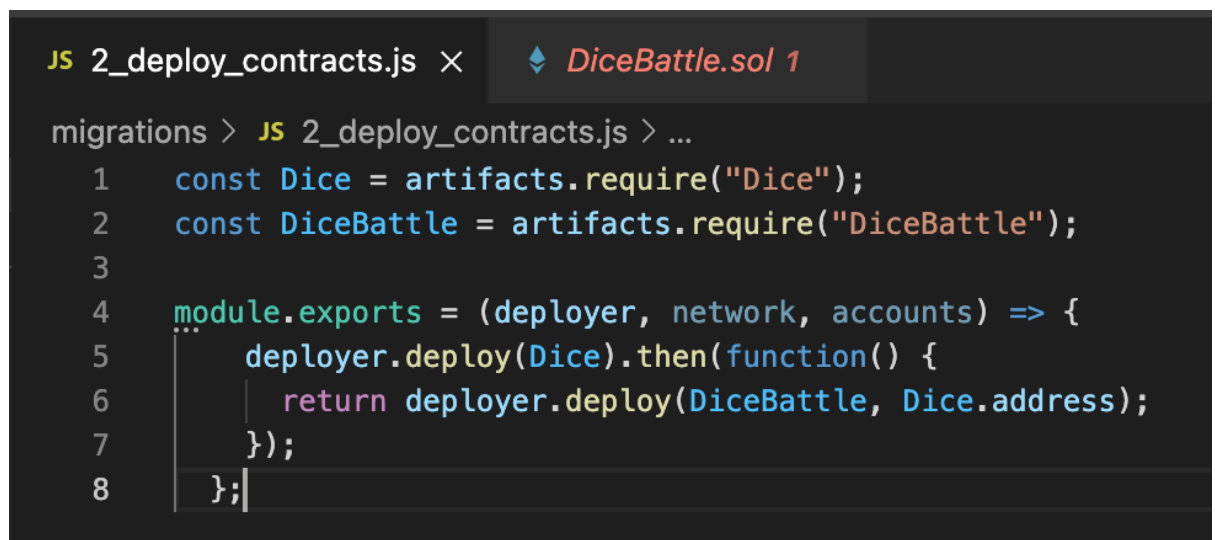 JS 2_deploy_contracts.js × DiceBattle.sol 1
migrations > JS 2_deploy_contracts.js > ...
1 const Dice = artifacts.require("Dice");
2 const DiceBattle = artifacts.require("DiceBattle");
3
4 module.exports = (deployer, network, accounts) => {
5 deployer.deploy(Dice).then(function() {
6 return deployer.deploy(DiceBattle, Dice.address);
7 });
8 };